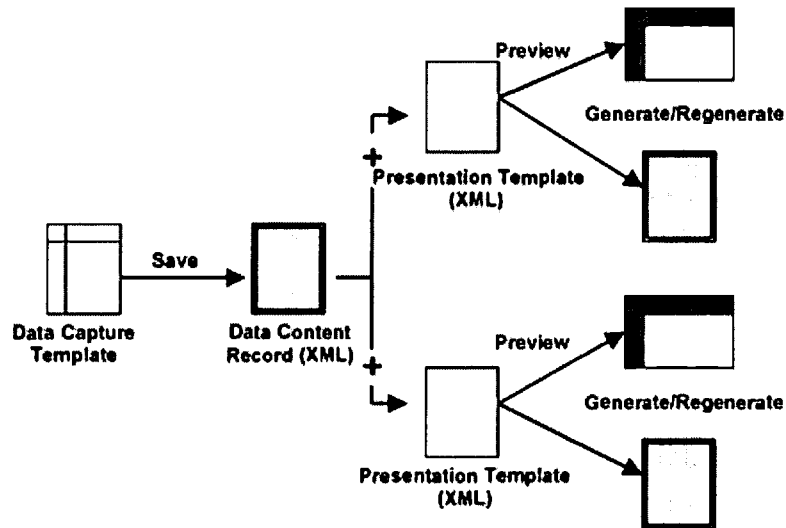 Preview
Generate/Regenerate
+
Presentation Template
(XML)
Save
Data Capture
Template
Data Content
Record (XML)
Preview
+
Generate/Regenerate
Presentation Template
(XML)